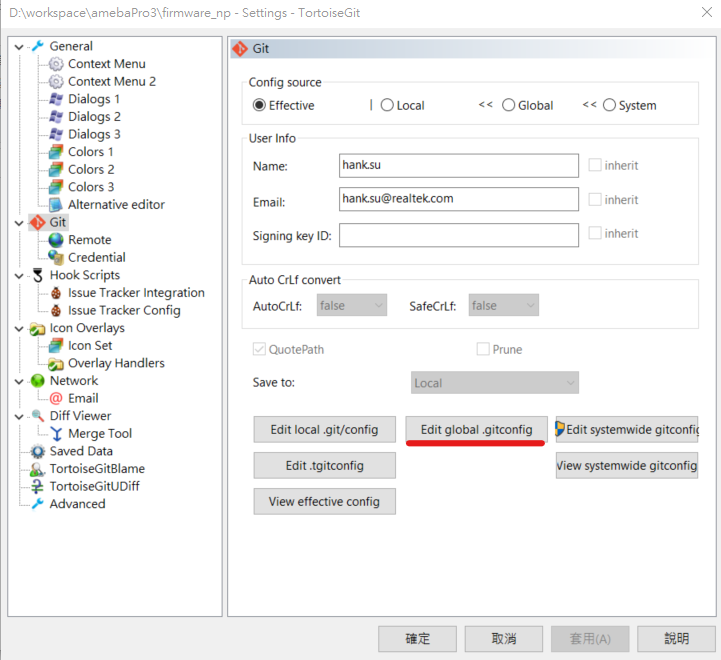 D:\workspace\amebaPro3\firmware_np - Settings - TortoiseGit
General
Context Menu
Context Menu 2
Dialogs 1
Dialogs 2
Dialogs 3
Colors 1
Colors 2
Colors 3
Alternative editor
Git
Remote
Credential
Hook Scripts
Issue Tracker Integration
Issue Tracker Config
Icon Overlays
Icon Set
Overlay Handlers
Network
Email
Diff Viewer
Merge Tool
Saved Data
TortoiseGitBlame
TortoiseGitUDiff
Advanced
Git
Config source
Effective | Local << Global << System
User Info
Name: hank.su inherit
Email: hank.su@realtek.com inherit
Signing key ID: inherit
Auto CrLf convert
AutoCrLf: false SafeCrLf: false
QuotePath Prune
Save to: Local
Edit local .git/config Edit global .gitconfig Edit systemwide gitconfig
Edit .tgitconfig View systemwide gitconfig
View effective config
確定 取消 套用(A) 說明